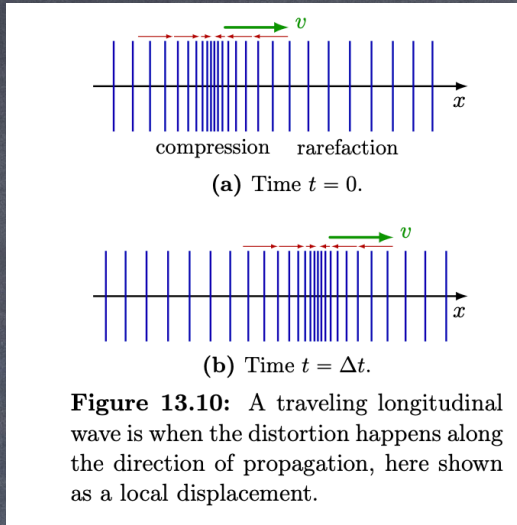 v
x
compression rarefaction
(a) Time t = 0.
v
x
(b) Time t = Δt.
Figure 13.10: A traveling longitudinal
wave is when the distortion happens along
the direction of propagation, here shown
as a local displacement.